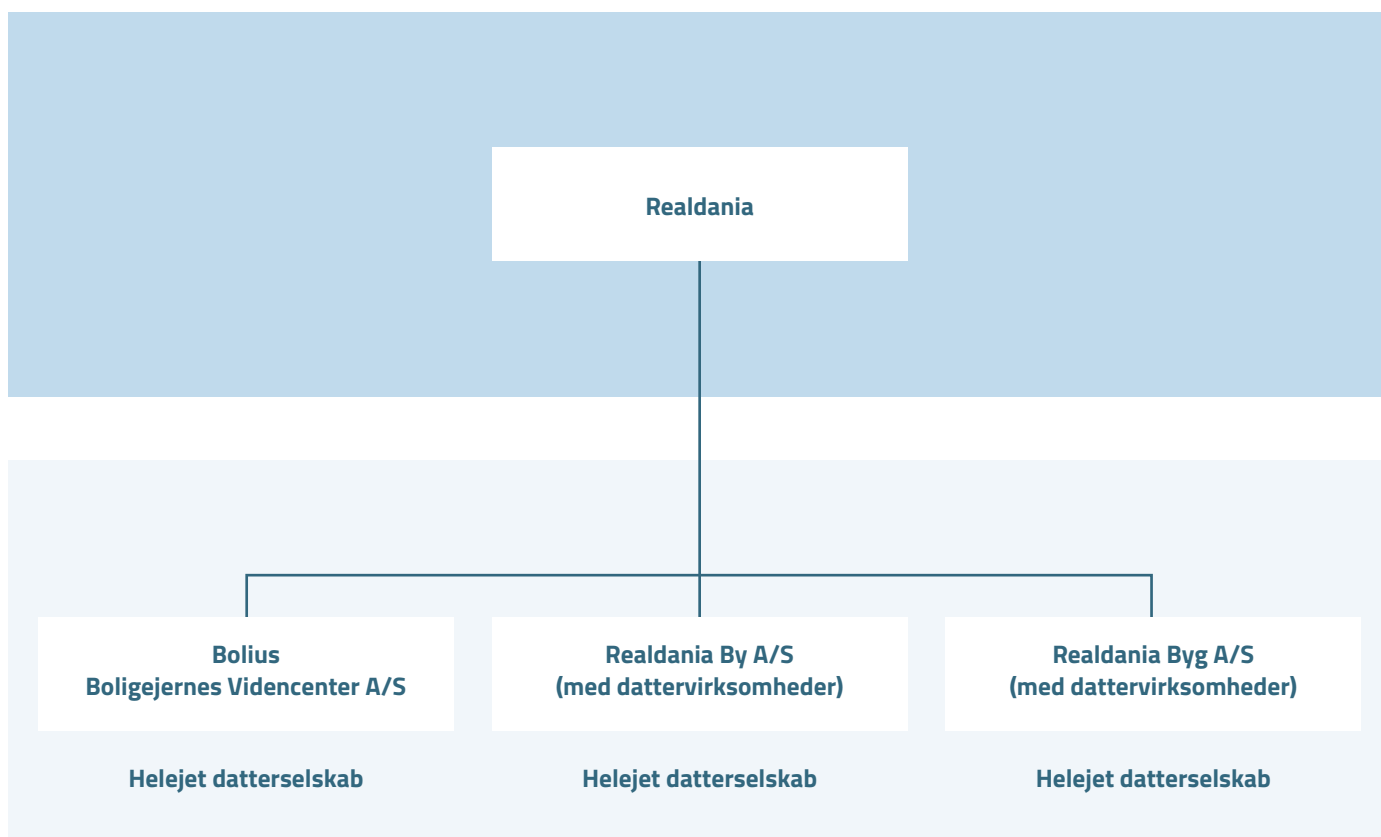 Realdania
Bolius
Boligejernes Videncenter A/S
Realdania By A/S
(med dattervirksomheder)
Realdania Byg A/S
(med dattervirksomheder)
Helejet datterselskab
Helejet datterselskab
Helejet datterselskab